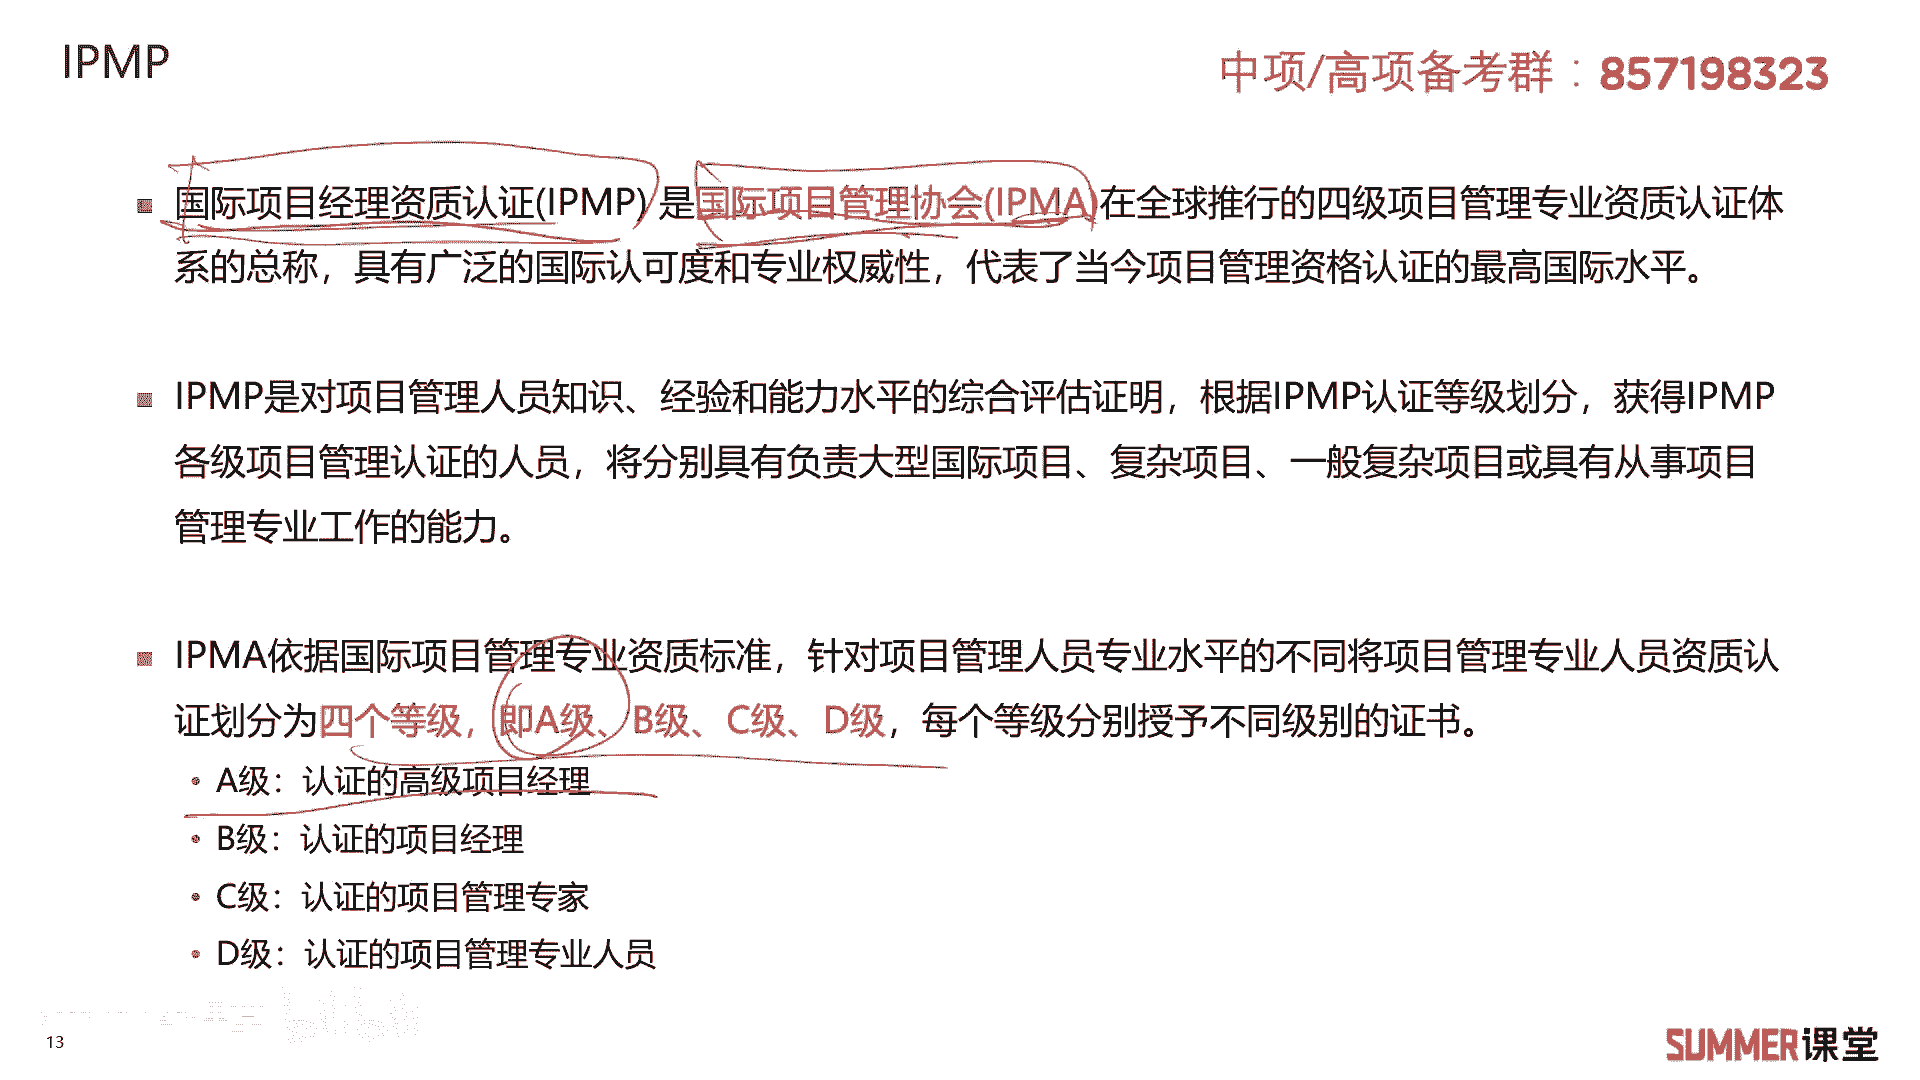 IPMP
中项/高项备考群：857198323
国际项目经理资质认证(IPMP) 是国际项目管理协会(IPMA)在全球推行的四级项目管理专业资质认证体
系的总称，具有广泛的国际认可度和专业权威性，代表了当今项目管理资格认证的最高国际水平。
IPMP是对项目管理人员知识、经验和能力水平的综合评估证明，根据IPMP认证等级划分，获得IPMP
各级项目管理认证的人员，将分别具有负责大型国际项目、复杂项目、一般复杂项目或具有从事项目
管理专业工作的能力。
IPMA依据国际项目管理专业资质标准，针对项目管理人员专业水平的不同将项目管理专业人员资质认
证划分为四个等级，即A级、B级、C级、D级，每个等级分别授予不同级别的证书。
A级：认证的高级项目经理
B级：认证的项目经理
C级：认证的项目管理专家
D级：认证的项目管理专业人员
13
SUMMER课堂